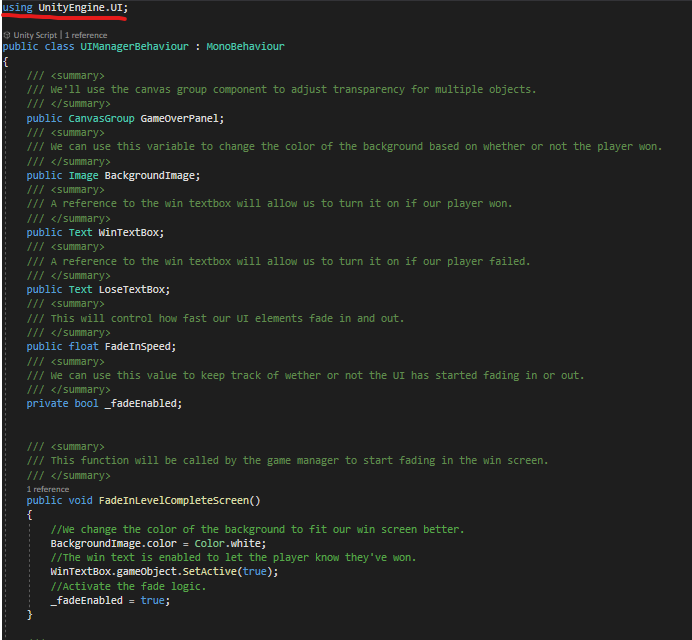 using UnityEngine.UI;
Unity Script | 1 reference
public class UIManagerBehaviour : MonoBehaviour
{
/// <summary>
/// We'll use the canvas group component to adjust transparency for multiple objects.
/// </summary>
public CanvasGroup GameOverPanel;
/// <summary>
/// We can use this variable to change the color of the background based on whether or not the player won.
/// </summary>
public Image BackgroundImage;
/// <summary>
/// A reference to the win textbox will allow us to turn it on if our player won.
/// </summary>
public Text WinTextBox;
/// <summary>
/// A reference to the win textbox will allow us to turn it on if our player failed.
/// </summary>
public Text LoseTextBox;
/// <summary>
/// This will control how fast our UI elements fade in and out.
/// </summary>
public float FadeInSpeed;
/// <summary>
/// We can use this value to keep track of wether or not the UI has started fading in or out.
/// </summary>
private bool _fadeEnabled;
/// <summary>
/// This function will be called by the game manager to start fading in the win screen.
/// </summary>
1 reference
public void FadeInLevelCompleteScreen()
{
//We change the color of the background to fit our win screen better.
BackgroundImage.color = Color.white;
//The win text is enabled to let the player know they've won.
WinTextBox.gameObject.SetActive(true);
//Activate the fade logic.
_fadeEnabled = true;
}